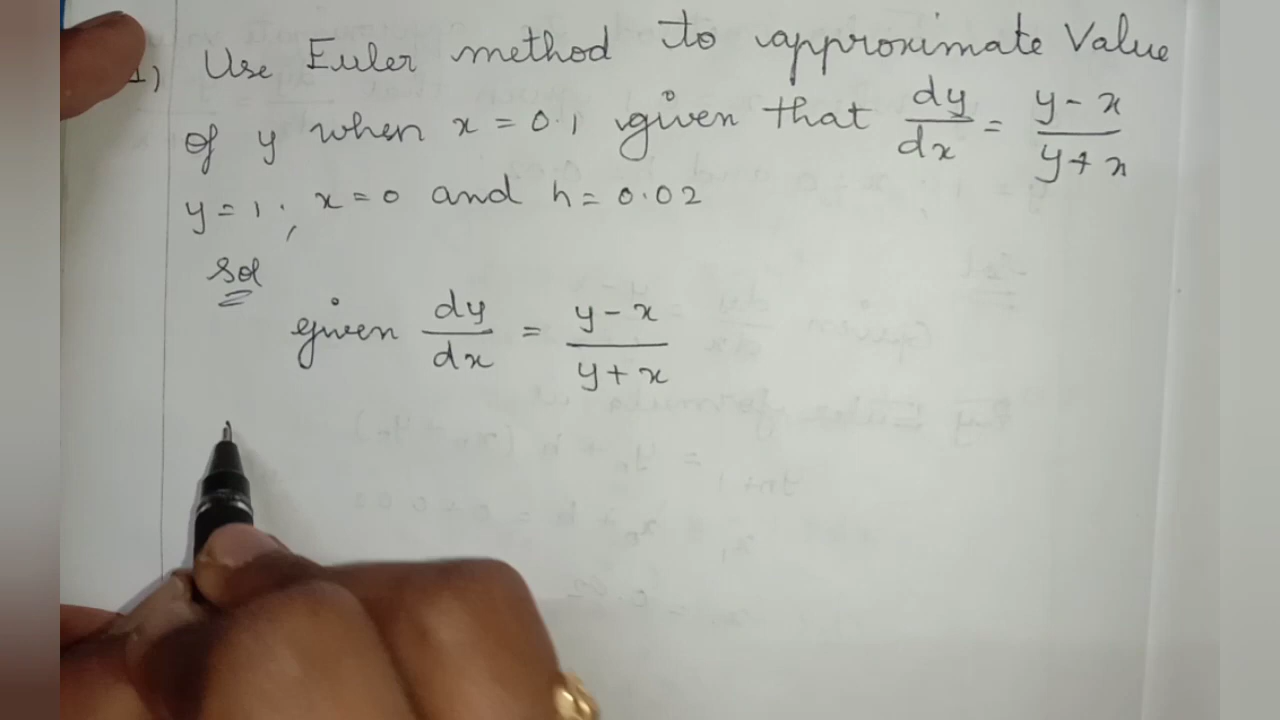 1) Use Euler method to approximate Value
of y when x = 0.1 given that dy/dx = y - x / y + x
y = 1 ; x = 0 and h = 0.02
Sol
given dy/dx = y - x / y + x